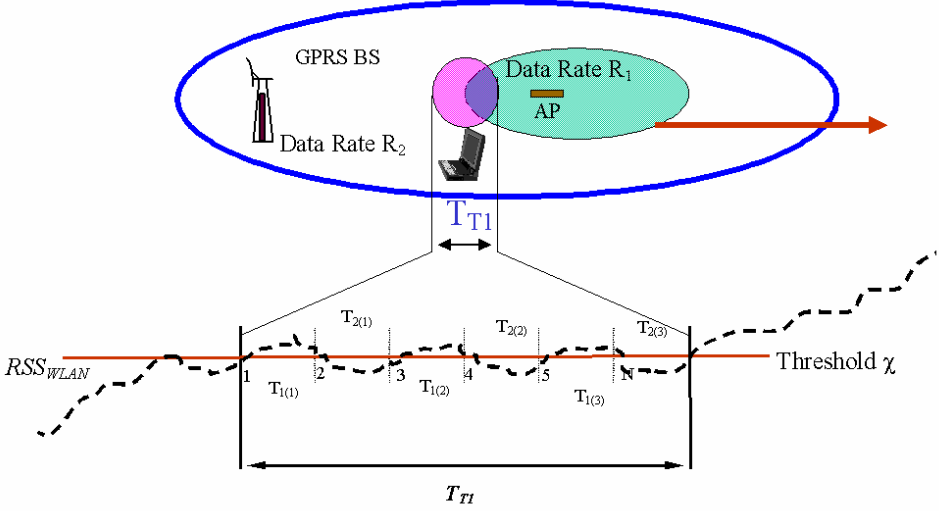 GPRS BS
Data Rate R1
AP
Data Rate R2
TT1
T2(1) T2(2) T2(3)
RSSWLAN 1 2 3 4 5 N Threshold χ
T1(1) T1(2) T1(3)
TT1